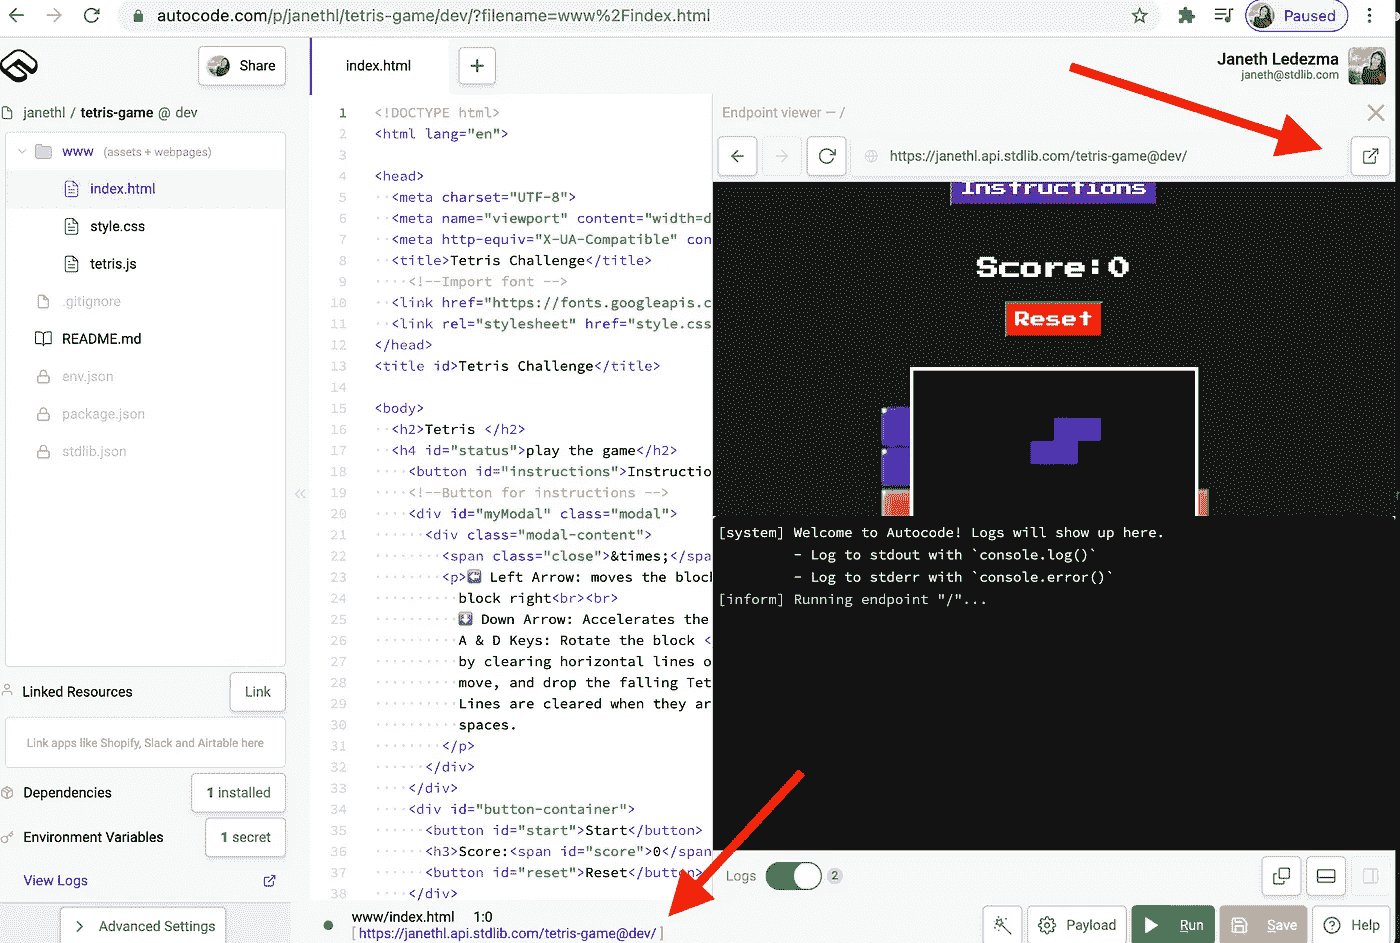 autocode.com/p/janethl/tetris-game/dev/?filename=www%2Findex.html
Paused
Share
index.html
+
Janeth Ledezma
janeth@stdlib.com
janethl / tetris-game @ dev
www (assets + webpages)
index.html
style.css
tetris.js
.gitignore
README.md
env.json
package.json
stdlib.json
Linked Resources
Link
Link apps like Shopify, Slack and Airtable here
Dependencies
1 installed
Environment Variables
1 secret
View Logs
Advanced Settings
1 <!DOCTYPE html>
2 <html lang="en">
3
4 <head>
5 <meta charset="UTF-8">
6 <meta name="viewport" content="width=d
7 <meta http-equiv="X-UA-Compatible" con
8 <title>Tetris Challenge</title>
9 <!--Import font -->
10 <link href="https://fonts.googleapis.c
11 <link rel="stylesheet" href="style.css
12 </head>
13 <title id>Tetris Challenge</title>
14
15 <body>
16 <h2>Tetris </h2>
17 <h4 id="status">play the game</h2>
18 <button id="instructions">Instructio
19 <!--Button for instructions -->
20 <div id="myModal" class="modal">
21 <div class="modal-content">
22 <span class="close">&times;</spa
23 <p> Left Arrow: moves the bloc
24 block right<br><br>
25 Down Arrow: Accelerates the
26 A & D Keys: Rotate the block <
27 by clearing horizontal lines o
28 move, and drop the falling Tet
29 Lines are cleared when they ar
30 spaces.
31 </p>
32 </div>
33 </div>
34 <div id="button-container">
35 <button id="start">Start</button>
36 <h3>Score:<span id="score">0</span
37 <button id="reset">Reset</button>
38 </div>
www/index.html 1:0
[ https://janethl.api.stdlib.com/tetris-game@dev/ ]
Endpoint viewer — /
https://janethl.api.stdlib.com/tetris-game@dev/
Instructions
Score:0
Reset
[system] Welcome to Autocode! Logs will show up here.
- Log to stdout with `console.log()`
- Log to stderr with `console.error()`
[inform] Running endpoint "/"...
Logs
2
Payload
Run
Save
Help